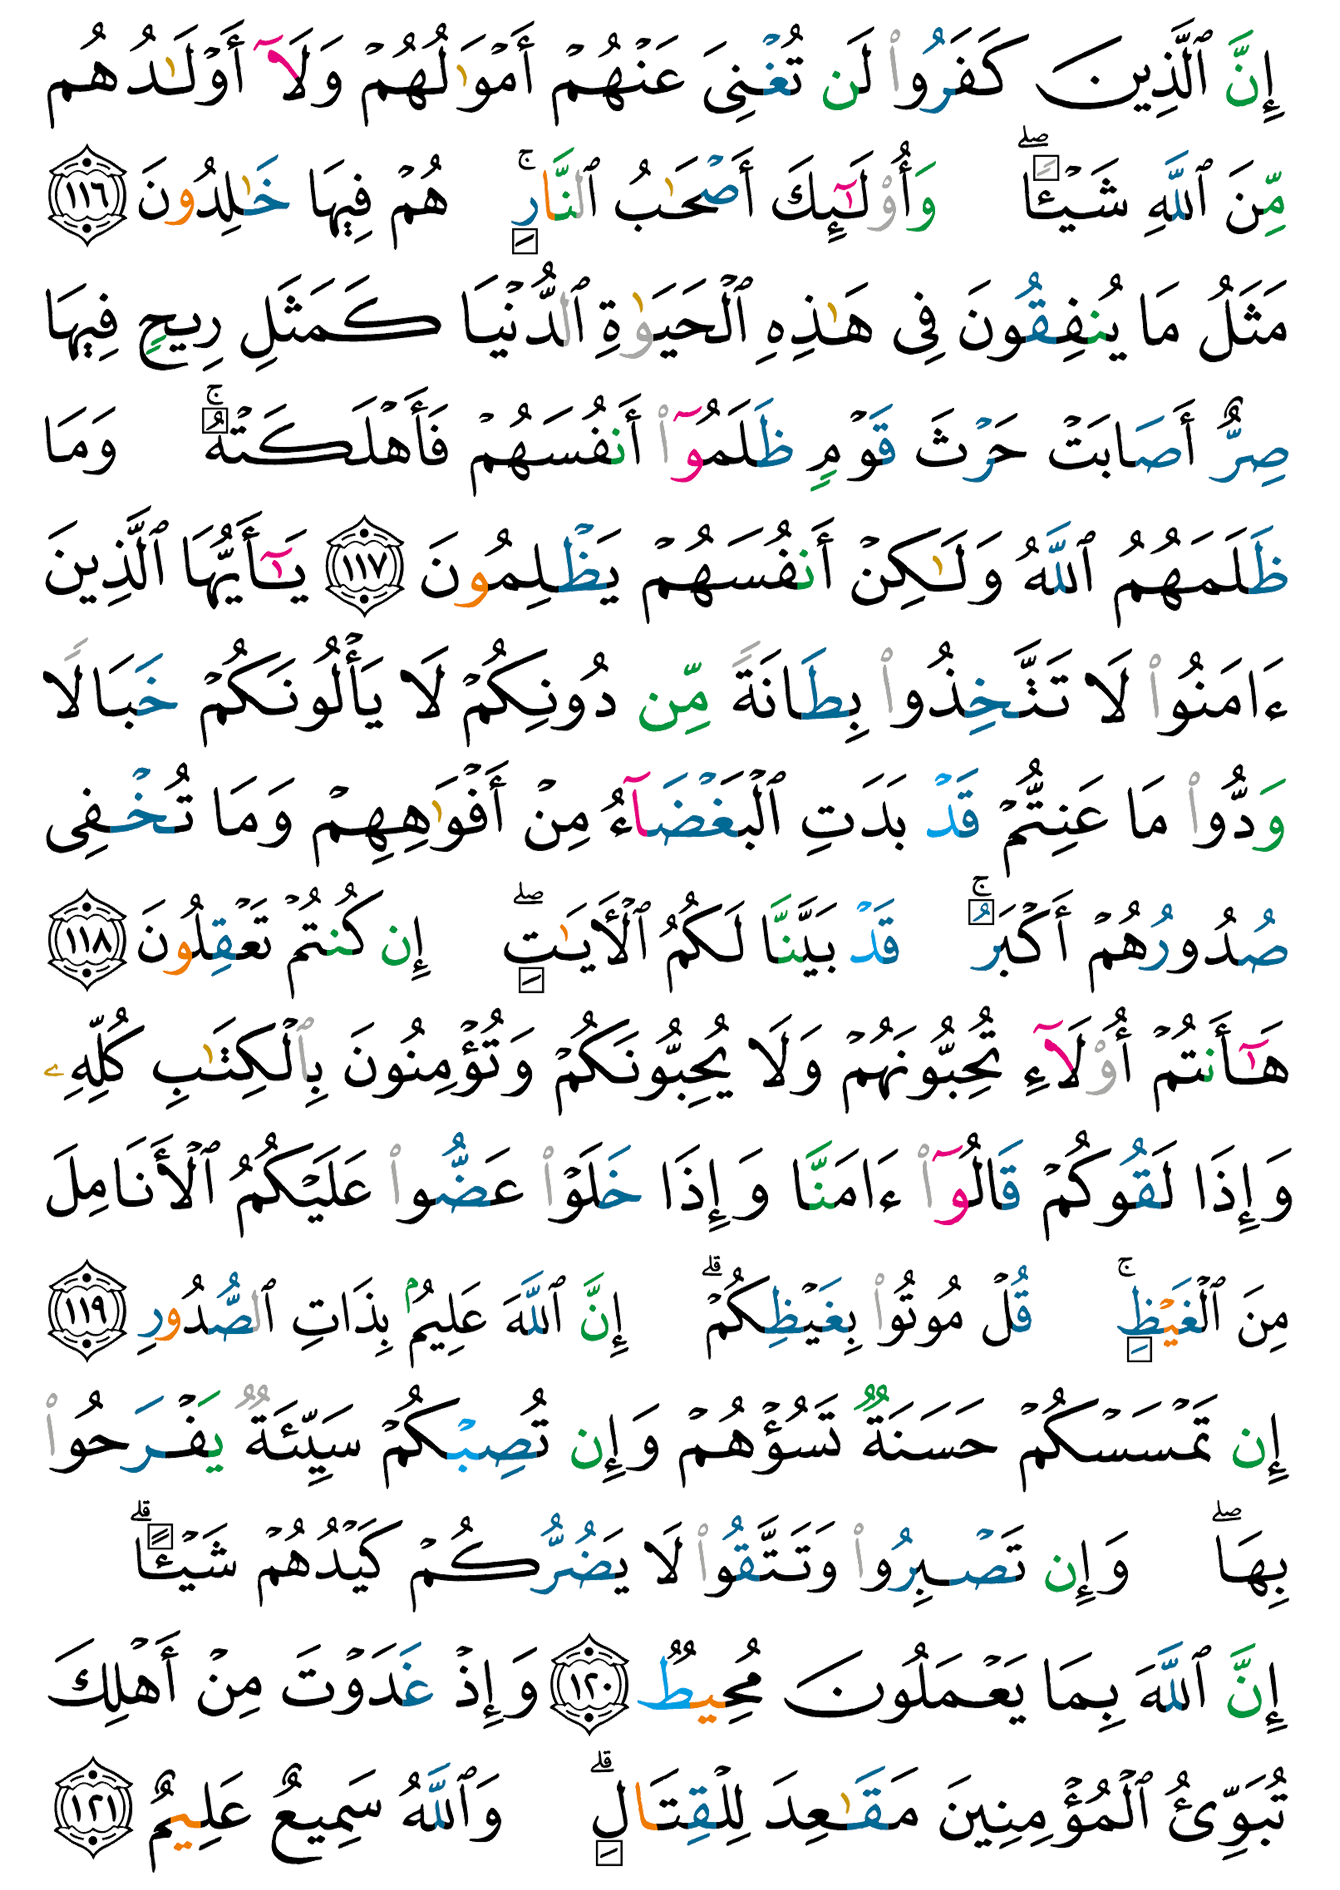 إِنَّ ٱلَّذِينَ كَفَرُوا۟ لَن تُغْنِىَ عَنْهُمْ أَمْوَٰلُهُمْ وَلَآ أَوْلَـٰدُهُم
مِّنَ ٱللَّهِ شَيْـًٔا ۖ وَأُو۟لَـٰٓئِكَ أَصْحَـٰبُ ٱلنَّارِ ۚ هُمْ فِيهَا خَـٰلِدُونَ ١١٦
مَثَلُ مَا يُنفِقُونَ فِى هَـٰذِهِ ٱلْحَيَوٰةِ ٱلدُّنْيَا كَمَثَلِ رِيحٍ فِيهَا
صِرٌّ أَصَابَتْ حَرْثَ قَوْمٍ ظَلَمُوٓا۟ أَنفُسَهُمْ فَأَهْلَكَتْهُ ۚ وَمَا
ظَلَمَهُمُ ٱللَّهُ وَلَـٰكِنْ أَنفُسَهُمْ يَظْلِمُونَ ١١٧ يَـٰٓأَيُّهَا ٱلَّذِينَ
ءَامَنُوا۟ لَا تَتَّخِذُوا۟ بِطَانَةً مِّن دُونِكُمْ لَا يَأْلُونَكُمْ خَبَالًا
وَدُّوا۟ مَا عَنِتُّمْ قَدْ بَدَتِ ٱلْبَغْضَآءُ مِنْ أَفْوَٰهِهِمْ وَمَا تُخْفِى
صُدُورُهُمْ أَكْبَرُ ۚ قَدْ بَيَّنَّا لَكُمُ ٱلْـَٔايَـٰتِ ۖ إِن كُنتُمْ تَعْقِلُونَ ١١٨
هَـٰٓأَنتُمْ أُو۟لَآءِ تُحِبُّونَهُمْ وَلَا يُحِبُّونَكُمْ وَتُؤْمِنُونَ بِٱلْكِتَـٰبِ كُلِّهِۦ
وَإِذَا لَقُوكُمْ قَالُوٓا۟ ءَامَنَّا وَإِذَا خَلَوْا۟ عَضُّوا۟ عَلَيْكُمُ ٱلْأَنَامِلَ
مِنَ ٱلْغَيْظِ ۚ قُلْ مُوتُوا۟ بِغَيْظِكُمْ ۗ إِنَّ ٱللَّهَ عَلِيمٌۢ بِذَاتِ ٱلصُّدُورِ ١١٩
إِن تَمْسَسْكُمْ حَسَنَةٌ تَسُؤْهُمْ وَإِن تُصِبْكُمْ سَيِّئَةٌ يَفْرَحُوا۟
بِهَا ۖ وَإِن تَصْبِرُوا۟ وَتَتَّقُوا۟ لَا يَضُرُّكُمْ كَيْدُهُمْ شَيْـًٔا ۗ
إِنَّ ٱللَّهَ بِمَا يَعْمَلُونَ مُحِيطٌ ١٢٠ وَإِذْ غَدَوْتَ مِنْ أَهْلِكَ
تُبَوِّئُ ٱلْمُؤْمِنِينَ مَقَـٰعِدَ لِلْقِتَالِ ۗ وَٱللَّهُ سَمِيعٌ عَلِيمٌ ١٢١